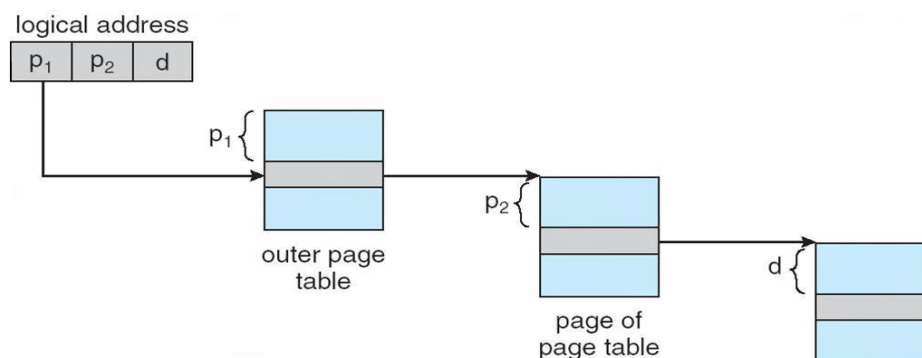 logical address
p₁ p₂ d
p₁
outer page
table
p₂
page of
page table
d